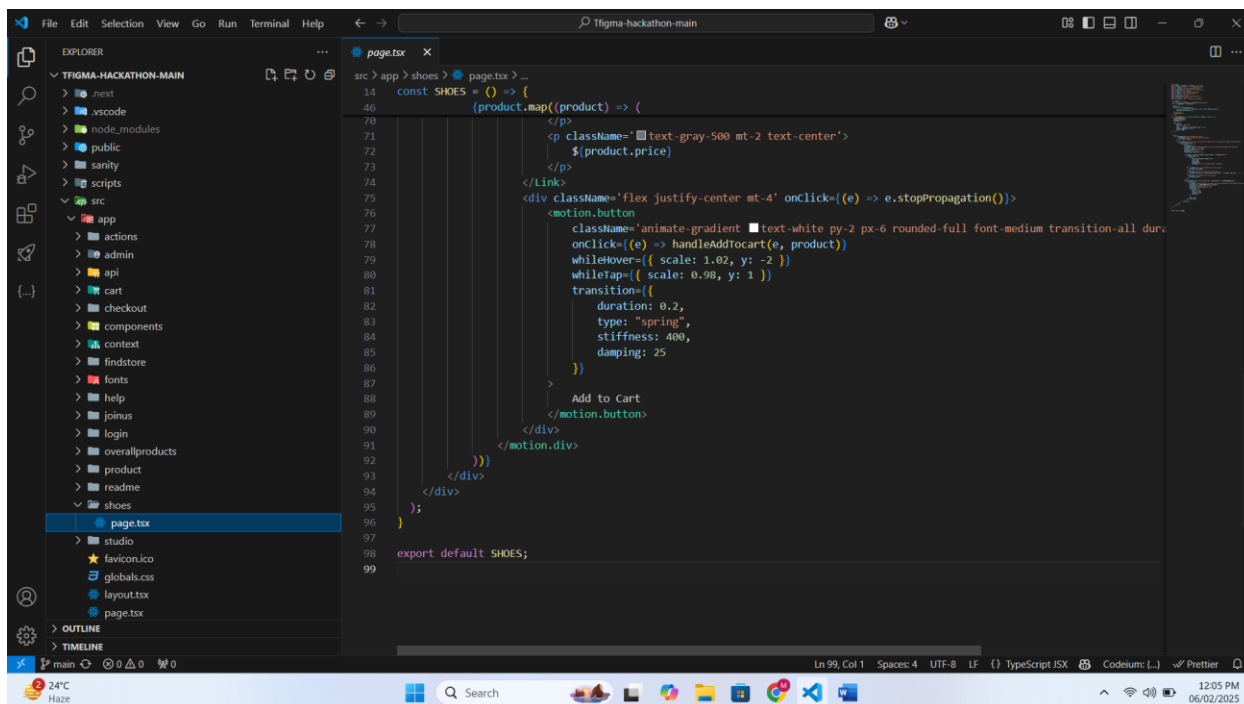 File Edit Selection View Go Run Terminal Help
Tfigma-hackathon-main
EXPLORER
TFIGMA-HACKATHON-MAIN
.next
.vscode
node_modules
public
sanity
scripts
src
app
actions
admin
api
cart
checkout
components
context
findstore
fonts
help
joinus
login
overallproducts
product
readme
shoes
page.tsx
studio
favicon.ico
globals.css
layout.tsx
page.tsx
OUTLINE
TIMELINE
page.tsx
src > app > shoes > page.tsx > ...
14 const SHOES = () => {
46 {product.map((product) => (
70 </p>
71 <p className='text-gray-500 mt-2 text-center'>
72 ${product.price}
73 </p>
74 </Link>
75 <div className='flex justify-center mt-4' onClick={(e) => e.stopPropagation()}>
76 <motion.button
77 className='animate-gradient text-white py-2 px-6 rounded-full font-medium transition-all dura
78 onClick={(e) => handleAddTocart(e, product)}
79 whileHover={{ scale: 1.02, y: -2 }}
80 whileTap={{ scale: 0.98, y: 1 }}
81 transition={{
82 duration: 0.2,
83 type: "spring",
84 stiffness: 400,
85 damping: 25
86 }}
87 >
88 Add to Cart
89 </motion.button>
90 </div>
91 </motion.div>
92 ))}
93 </div>
94 </div>
95 );
96 }
97
98 export default SHOES;
99
main 0 0 0
Ln 99, Col 1 Spaces: 4 UTF-8 LF {} TypeScript JSX Codeium: {...} Prettier
2
24°C
Haze
Search
12:05 PM
06/02/2025